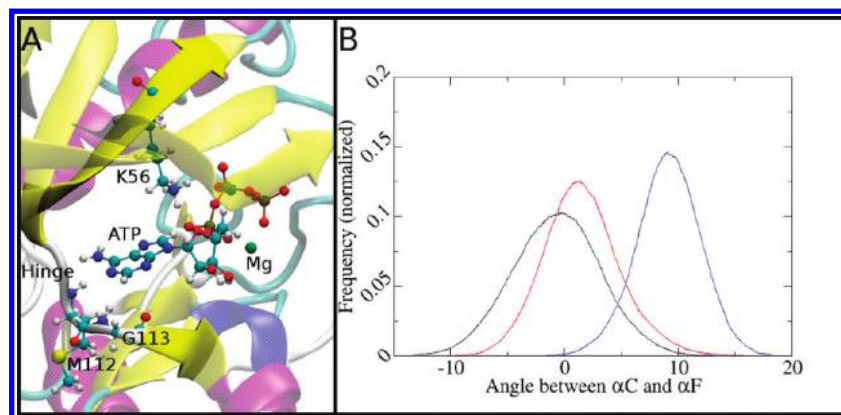 A
K56
ATP
Mg
Hinge
G113
M112
B
Frequency (normalized)
0.2
0.15
0.1
0.05
0
-10
0
10
20
Angle between αC and αF